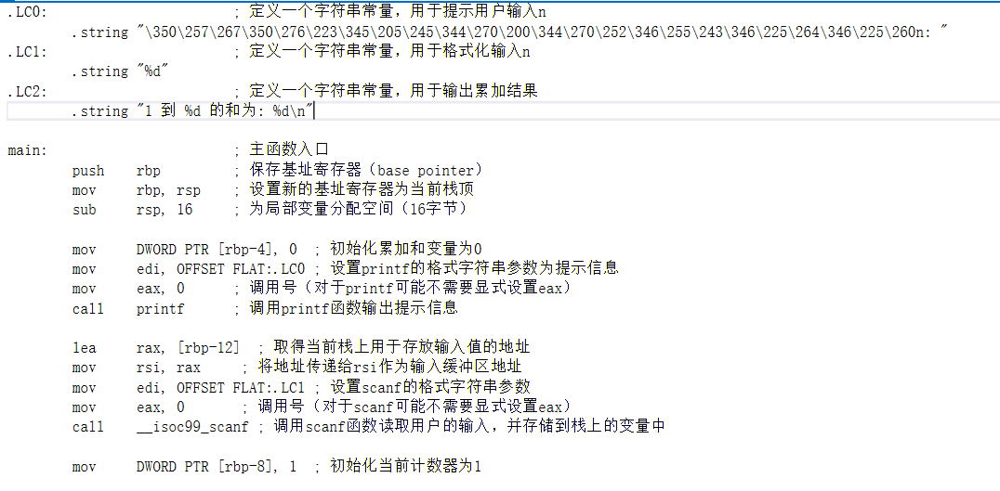 .LC0:                       ; 定义一个字符串常量，用于提示用户输入n
        .string "\350\257\267\350\276\223\345\205\245\344\270\200\344\270\252\346\255\243\346\225\264\346\225\260n: "
.LC1:                       ; 定义一个字符串常量，用于格式化输入n
        .string "%d"
.LC2:                       ; 定义一个字符串常量，用于输出累加结果
        .string "1 到 %d 的和为: %d\n"
main:                       ; 主函数入口
        push    rbp         ; 保存基址寄存器（base pointer）
        mov     rbp, rsp    ; 设置新的基址寄存器为当前栈顶
        sub     rsp, 16     ; 为局部变量分配空间（16字节）
        mov     DWORD PTR [rbp-4], 0  ; 初始化累加和变量为0
        mov     edi, OFFSET FLAT:.LC0 ; 设置printf的格式字符串参数为提示信息
        mov     eax, 0      ; 调用号（对于printf可能不需要显式设置eax）
        call    printf      ; 调用printf函数输出提示信息
        lea     rax, [rbp-12]  ; 取得当前栈上用于存放输入值的地址
        mov     rsi, rax     ; 将地址传递给rsi作为输入缓冲区地址
        mov     edi, OFFSET FLAT:.LC1 ; 设置scanf的格式字符串参数
        mov     eax, 0       ; 调用号（对于scanf可能不需要显式设置eax）
        call    __isoc99_scanf ; 调用scanf函数读取用户的输入，并存储到栈上的变量中
        mov     DWORD PTR [rbp-8], 1  ; 初始化当前计数器为1